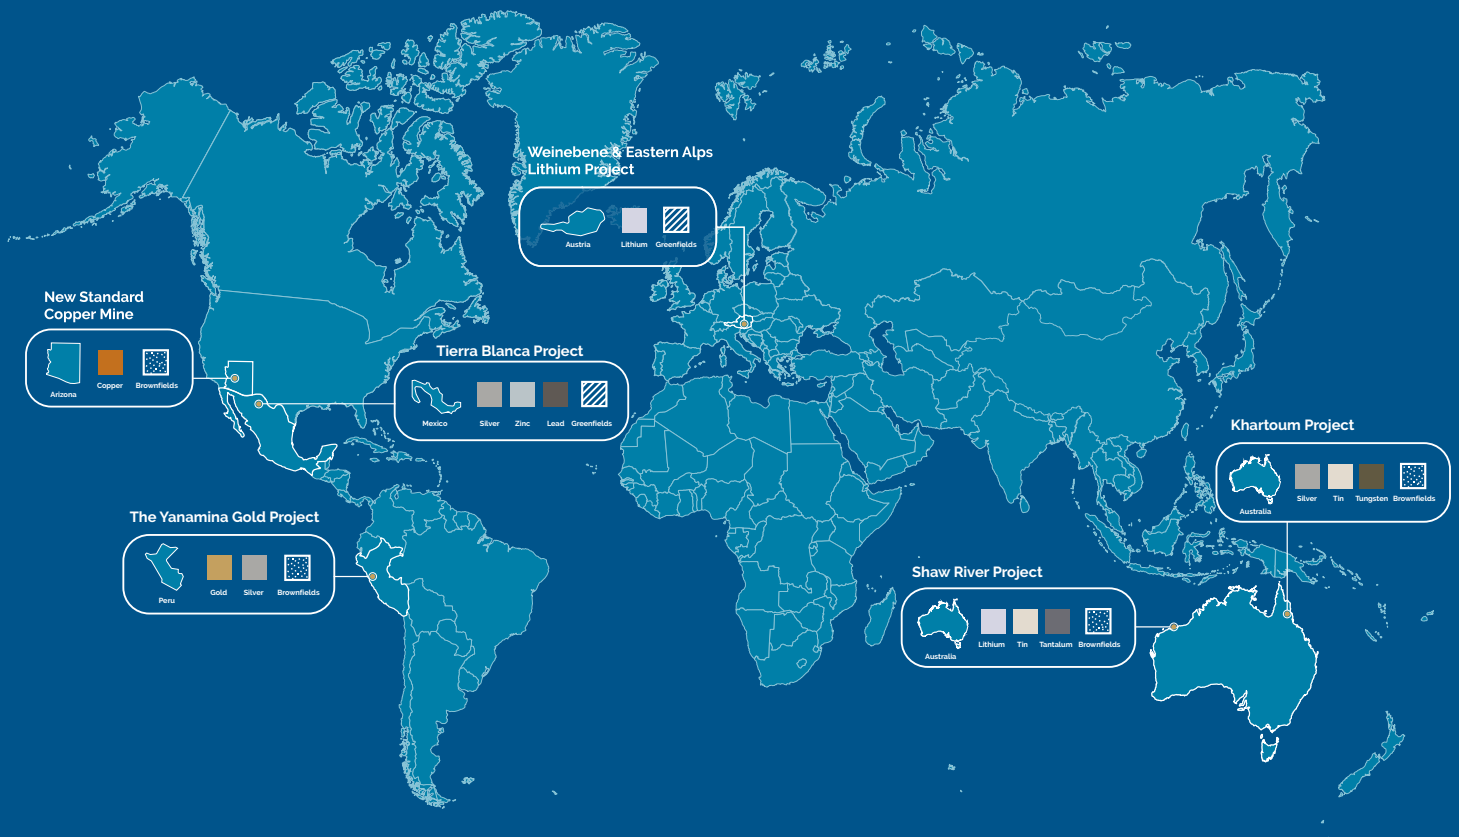 Weinebene & Eastern Alps
Lithium Project
Austria
Lithium
Greenfields
New Standard
Copper Mine
Arizona
Copper
Brownfields
Tierra Blanca Project
Mexico
Silver
Zinc
Lead
Greenfields
Khartoum Project
Australia
Silver
Tin
Tungsten
Brownfields
The Yanamina Gold Project
Peru
Gold
Silver
Brownfields
Shaw River Project
Australia
Lithium
Tin
Tantalum
Brownfields